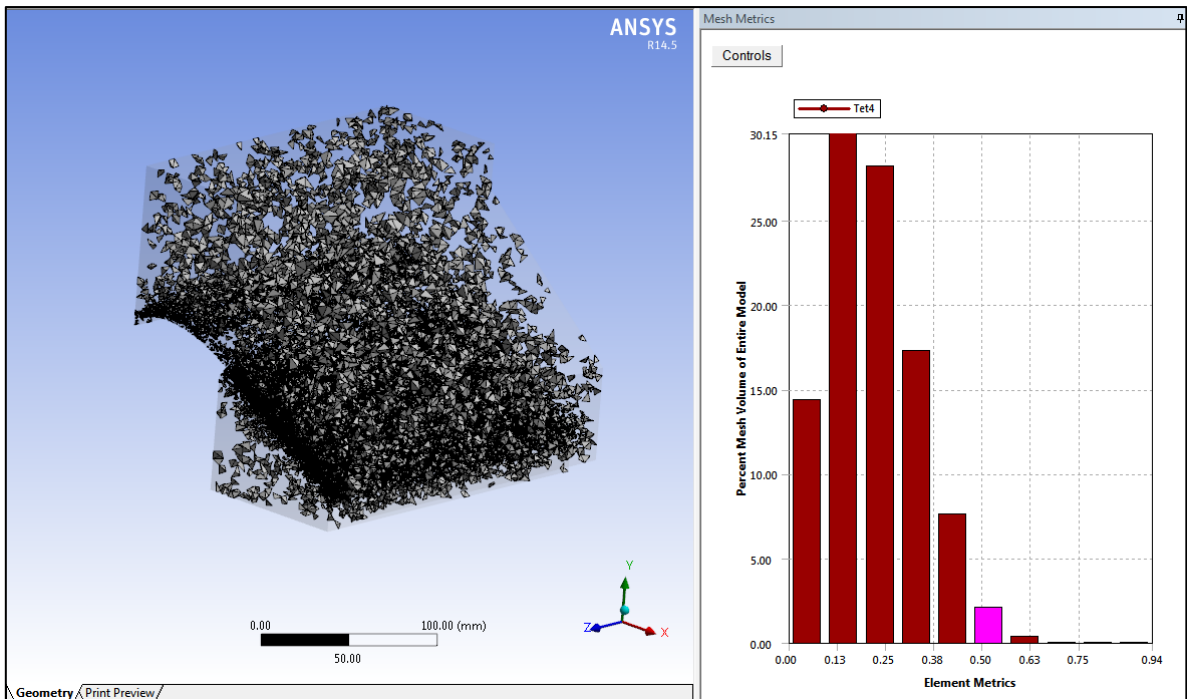 ANSYS
R14.5
0.00
100.00 (mm)
50.00
Y
Z
X
Geometry
Print Preview
Mesh Metrics
Controls
Tet4
30.15
25.00
20.00
15.00
10.00
5.00
0.00
Percent Mesh Volume of Entire Model
0.00 0.13 0.25 0.38 0.50 0.63 0.75 0.94
Element Metrics